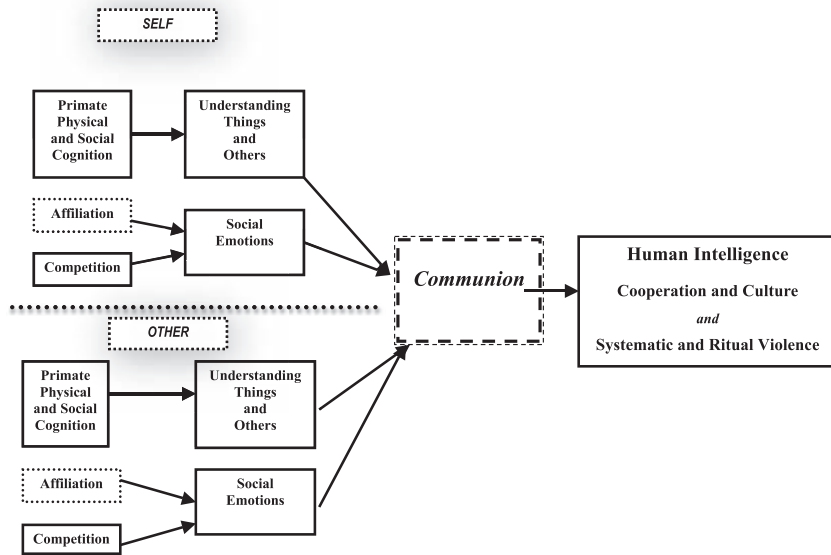 SELF
Primate
Physical
and Social
Cognition
Understanding
Things
and
Others
Affiliation
Competition
Social
Emotions
OTHER
Primate
Physical
and Social
Cognition
Understanding
Things
and
Others
Affiliation
Competition
Social
Emotions
Communion
Human Intelligence
Cooperation and Culture
and
Systematic and Ritual Violence